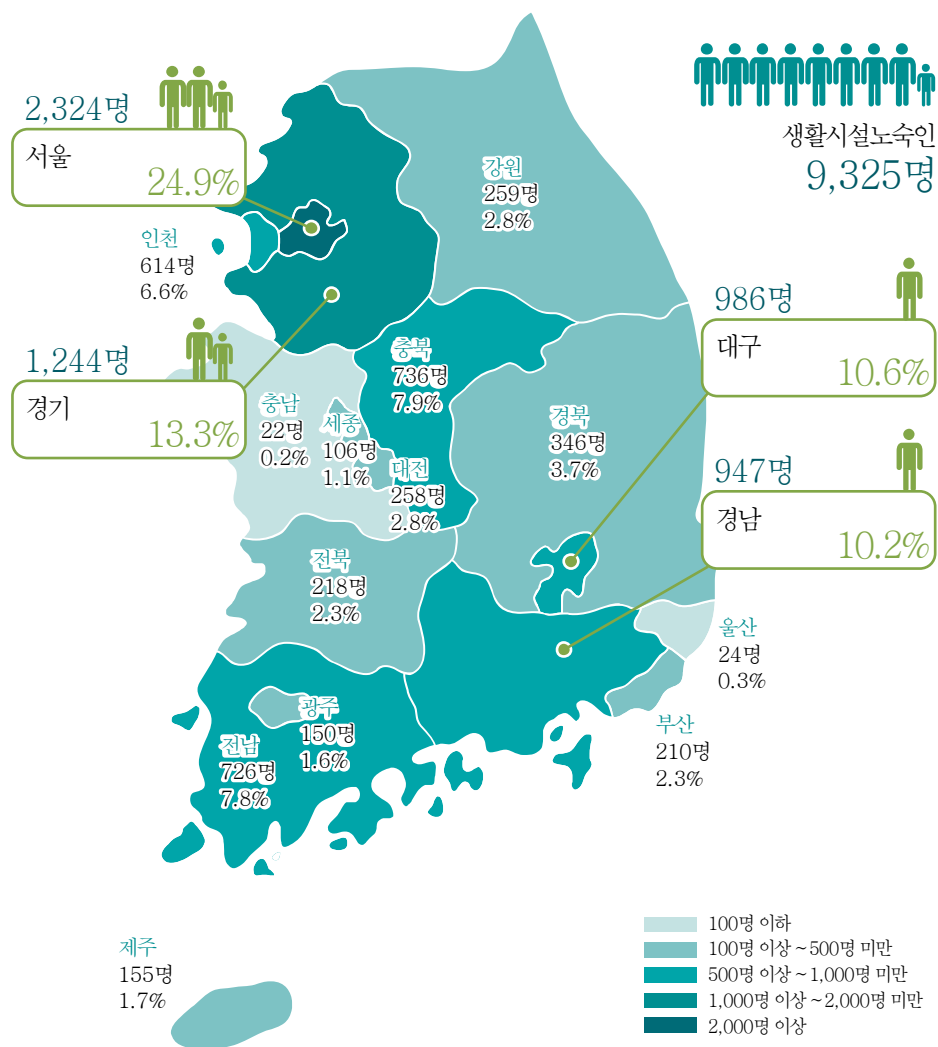 생활시설노숙인
9,325명
2,324명
서울
24.9%
강원
259명
2.8%
인천
614명
6.6%
986명
대구
10.6%
1,244명
경기
13.3%
충북
736명
7.9%
충남
22명
0.2%
세종
106명
1.1%
대전
258명
2.8%
경북
346명
3.7%
947명
경남
10.2%
전북
218명
2.3%
울산
24명
0.3%
광주
150명
1.6%
전남
726명
7.8%
부산
210명
2.3%
제주
155명
1.7%
100명 이하
100명 이상 ~ 500명 미만
500명 이상 ~ 1,000명 미만
1,000명 이상 ~ 2,000명 미만
2,000명 이상